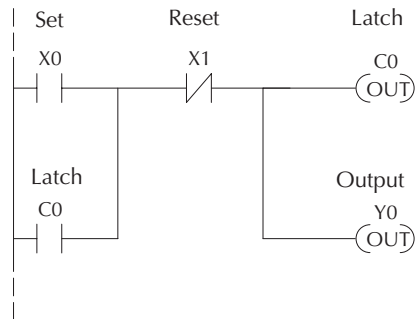 Set Reset Latch
X0 X1 C0
OUT
Latch Output
C0 Y0
OUT